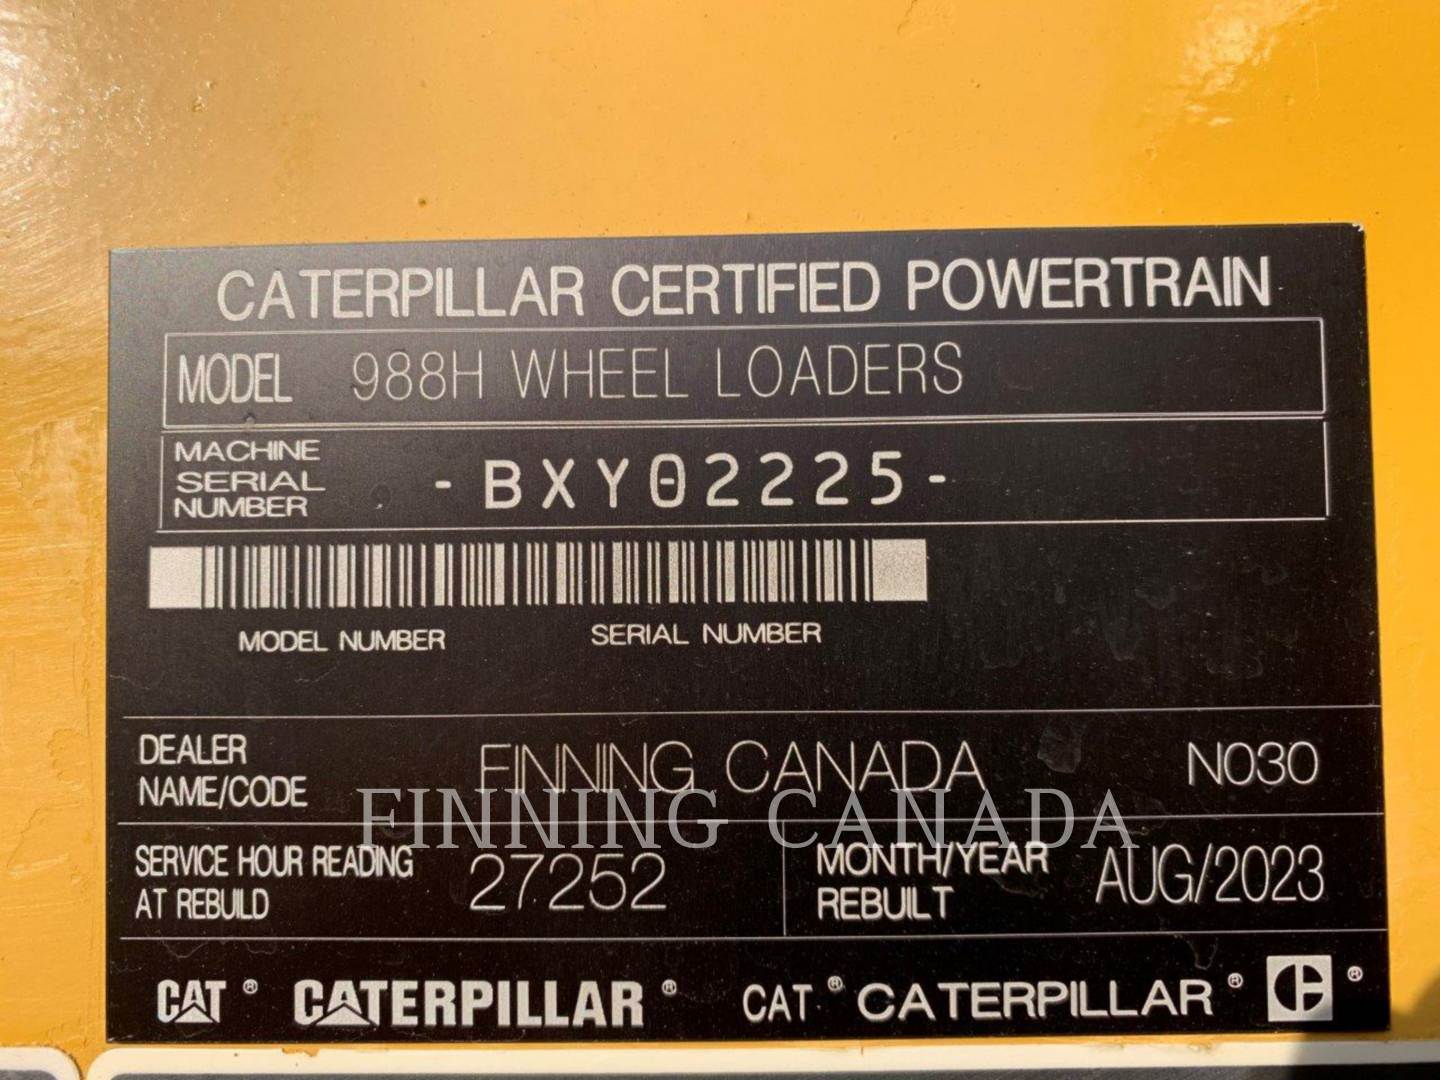 CATERPILLAR CERTIFIED POWERTRAIN
MODEL 988H WHEEL LOADERS
MACHINE
SERIAL
NUMBER
-BXY02225-
MODEL NUMBER SERIAL NUMBER
DEALER
NAME/CODE
FINNING CANADA N030
FINNING CANADA
SERVICE HOUR READING
AT REBUILD
27252
MONTH/YEAR
REBUILT
AUG/2023
CAT® CATERPILLAR® CAT® CATERPILLAR® C®